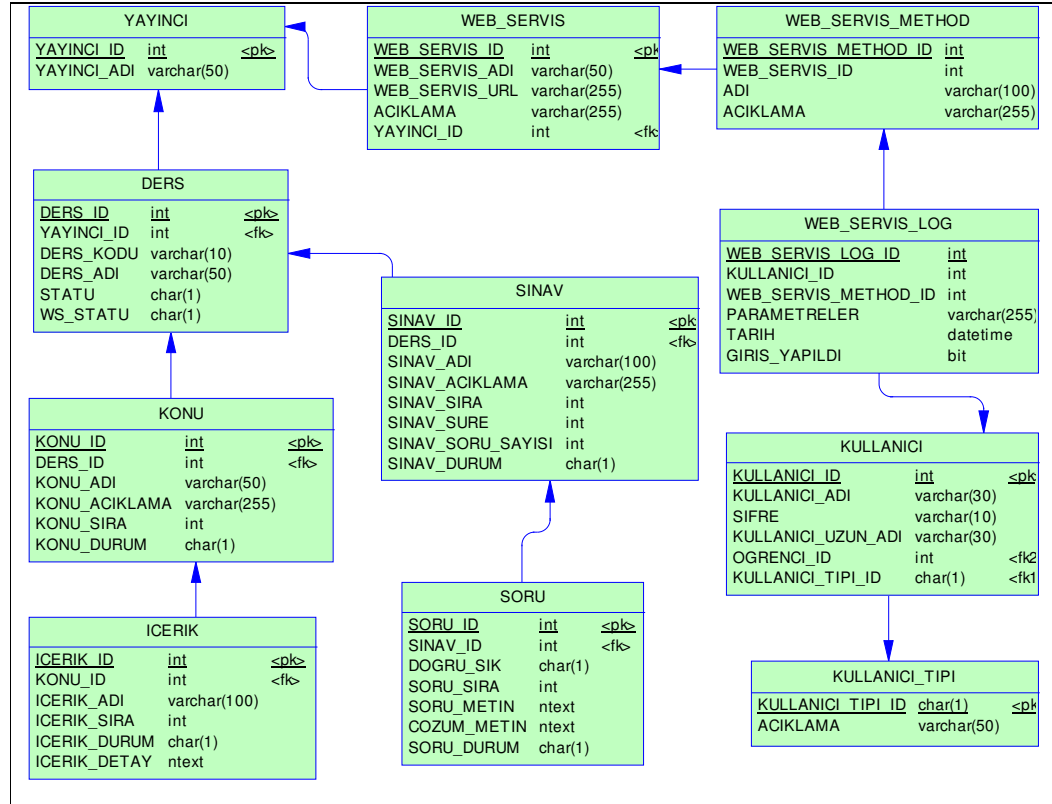 YAYINCI
YAYINCI_ID int <pk>
YAYINCI_ADI varchar(50)
WEB_SERVIS
WEB_SERVIS_ID int <pk
WEB_SERVIS_ADI varchar(50)
WEB_SERVIS_URL varchar(255)
ACIKLAMA varchar(255)
YAYINCI_ID int <fk>
WEB_SERVIS_METHOD
WEB_SERVIS_METHOD_ID int
WEB_SERVIS_ID int
ADI varchar(100)
ACIKLAMA varchar(255)
DERS
DERS_ID int <pk>
YAYINCI_ID int <fk>
DERS_KODU varchar(10)
DERS_ADI varchar(50)
STATU char(1)
WS_STATU char(1)
SINAV
SINAV_ID int <pk>
DERS_ID int <fk>
SINAV_ADI varchar(100)
SINAV_ACIKLAMA varchar(255)
SINAV_SIRA int
SINAV_SURE int
SINAV_SORU_SAYISI int
SINAV_DURUM char(1)
WEB_SERVIS_LOG
WEB_SERVIS_LOG_ID int
KULLANICI_ID int
WEB_SERVIS_METHOD_ID int
PARAMETRELER varchar(255)
TARIH datetime
GIRIS_YAPILDI bit
KONU
KONU_ID int <pk>
DERS_ID int <fk>
KONU_ADI varchar(50)
KONU_ACIKLAMA varchar(255)
KONU_SIRA int
KONU_DURUM char(1)
KULLANICI
KULLANICI_ID int <pk
KULLANICI_ADI varchar(30)
SIFRE varchar(10)
KULLANICI_UZUN_ADI varchar(30)
OGRENCI_ID int <fk2
KULLANICI_TIPI_ID char(1) <fk1
ICERIK
ICERIK_ID int <pk>
KONU_ID int <fk>
ICERIK_ADI varchar(100)
ICERIK_SIRA int
ICERIK_DURUM char(1)
ICERIK_DETAY ntext
SORU
SORU_ID int <pk>
SINAV_ID int <fk>
DOGRU_SIK char(1)
SORU_SIRA int
SORU_METIN ntext
COZUM_METIN ntext
SORU_DURUM char(1)
KULLANICI_TIPI
KULLANICI_TIPI_ID char(1) <pk
ACIKLAMA varchar(50)